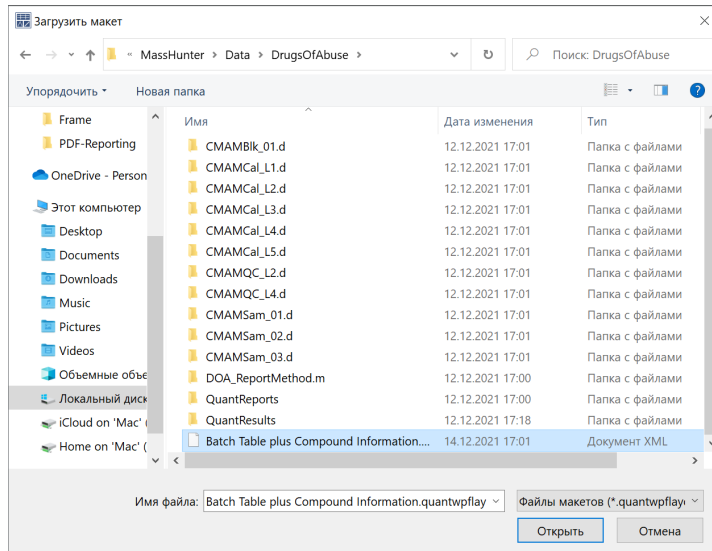 Загрузить макет
« MassHunter › Data › DrugsOfAbuse ›
Поиск: DrugsOfAbuse
Упорядочить Новая папка
Frame
PDF-Reporting
OneDrive - Person
Этот компьютер
Desktop
Documents
Downloads
Music
Pictures
Videos
Объемные объе
Локальный диск
iCloud on 'Mac' (
Home on 'Mac' (
Имя Дата изменения Тип
CMAMBlk_01.d 12.12.2021 17:01 Папка с файлами
CMAMCal_L1.d 12.12.2021 17:01 Папка с файлами
CMAMCal_L2.d 12.12.2021 17:01 Папка с файлами
CMAMCal_L3.d 12.12.2021 17:01 Папка с файлами
CMAMCal_L4.d 12.12.2021 17:01 Папка с файлами
CMAMCal_L5.d 12.12.2021 17:01 Папка с файлами
CMAMQC_L2.d 12.12.2021 17:01 Папка с файлами
CMAMQC_L4.d 12.12.2021 17:01 Папка с файлами
CMAMSam_01.d 12.12.2021 17:01 Папка с файлами
CMAMSam_02.d 12.12.2021 17:01 Папка с файлами
CMAMSam_03.d 12.12.2021 17:01 Папка с файлами
DOA_ReportMethod.m 12.12.2021 17:00 Папка с файлами
QuantReports 12.12.2021 17:00 Папка с файлами
QuantResults 12.12.2021 17:18 Папка с файлами
Batch Table plus Compound Information.... 14.12.2021 17:01 Документ XML
Имя файла: Batch Table plus Compound Information.quantwpflay Файлы макетов (*.quantwpflay
Открыть Отмена